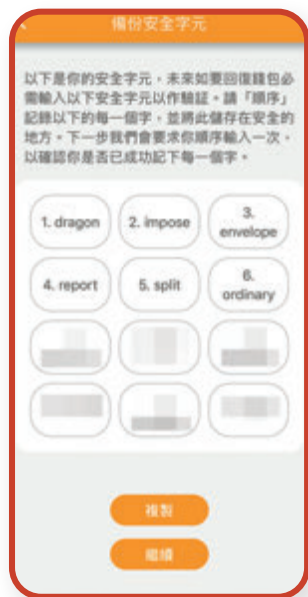 備份安全字元
以下是你的安全字元，未來如要回復錢包必
需輸入以下安全字元以作驗証。請「順序」
記錄以下的每一個字，並將此儲存在安全的
地方。下一步我們會要求你順序輸入一次，
以確認你是否已成功記下每一個字。
1. dragon 2. impose 3.
envelope
4. report 5. split 6.
ordinary
複製
繼續